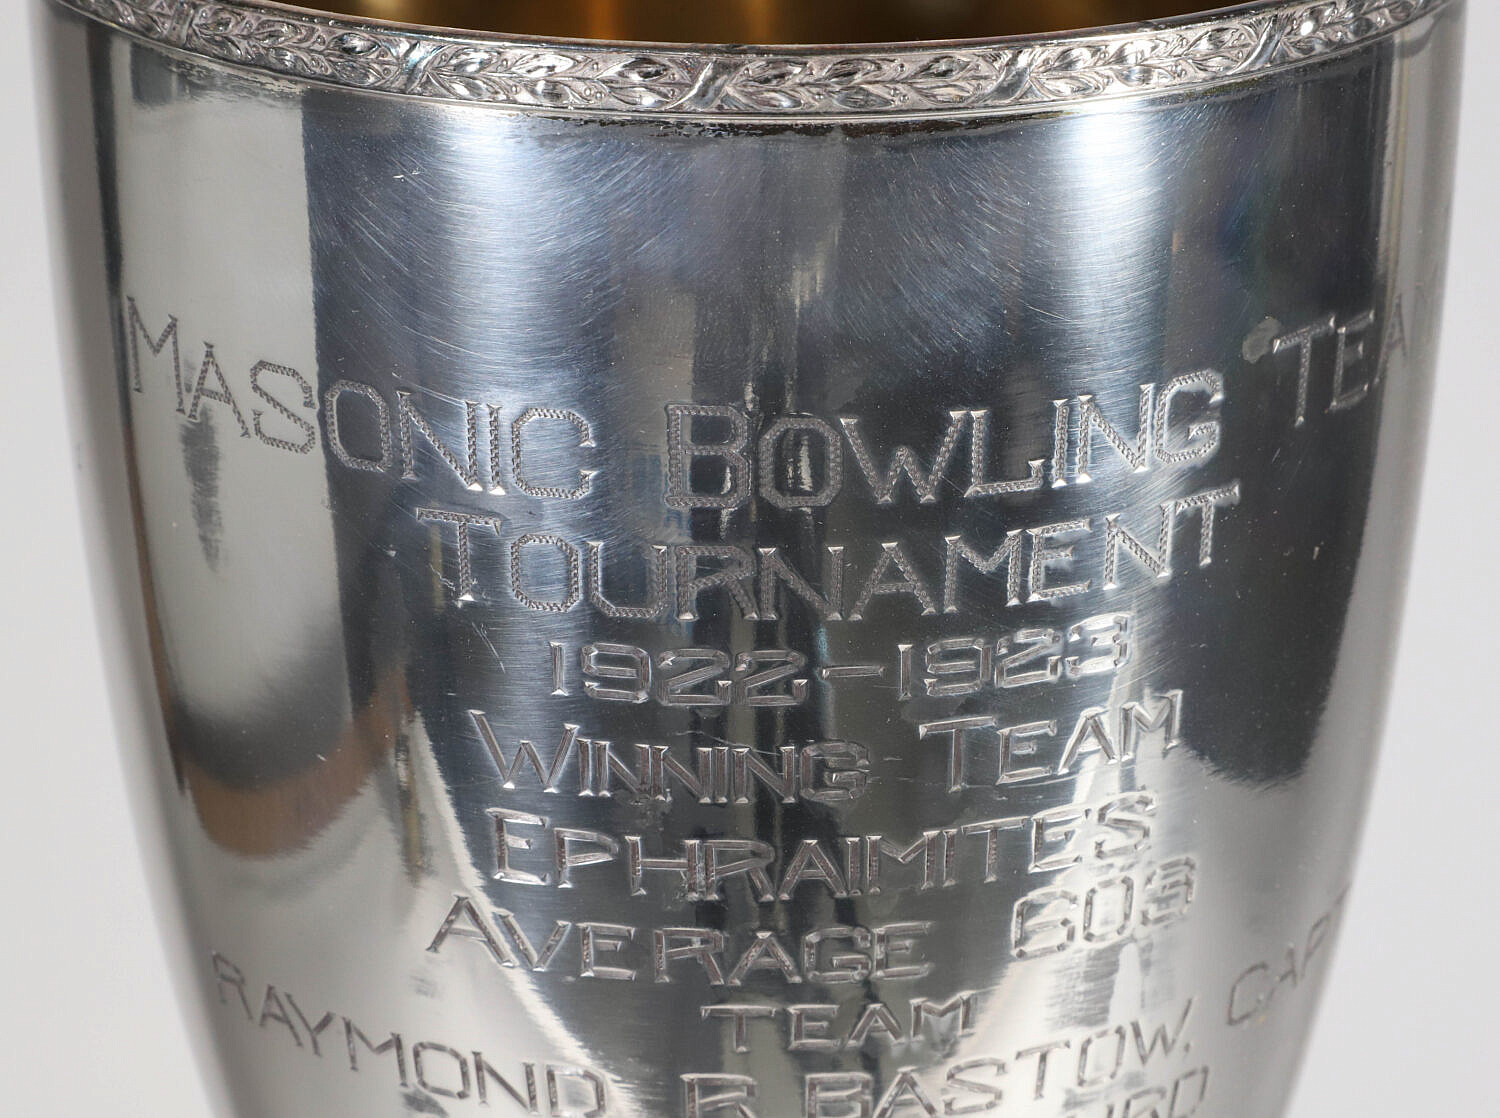 MASONIC BOWLING TEAM
TOURNAMENT
1922-1923
WINNING TEAM
EPHRAIMITES
AVERAGE 603
TEAM
RAYMOND R. BASTOW, CAPT